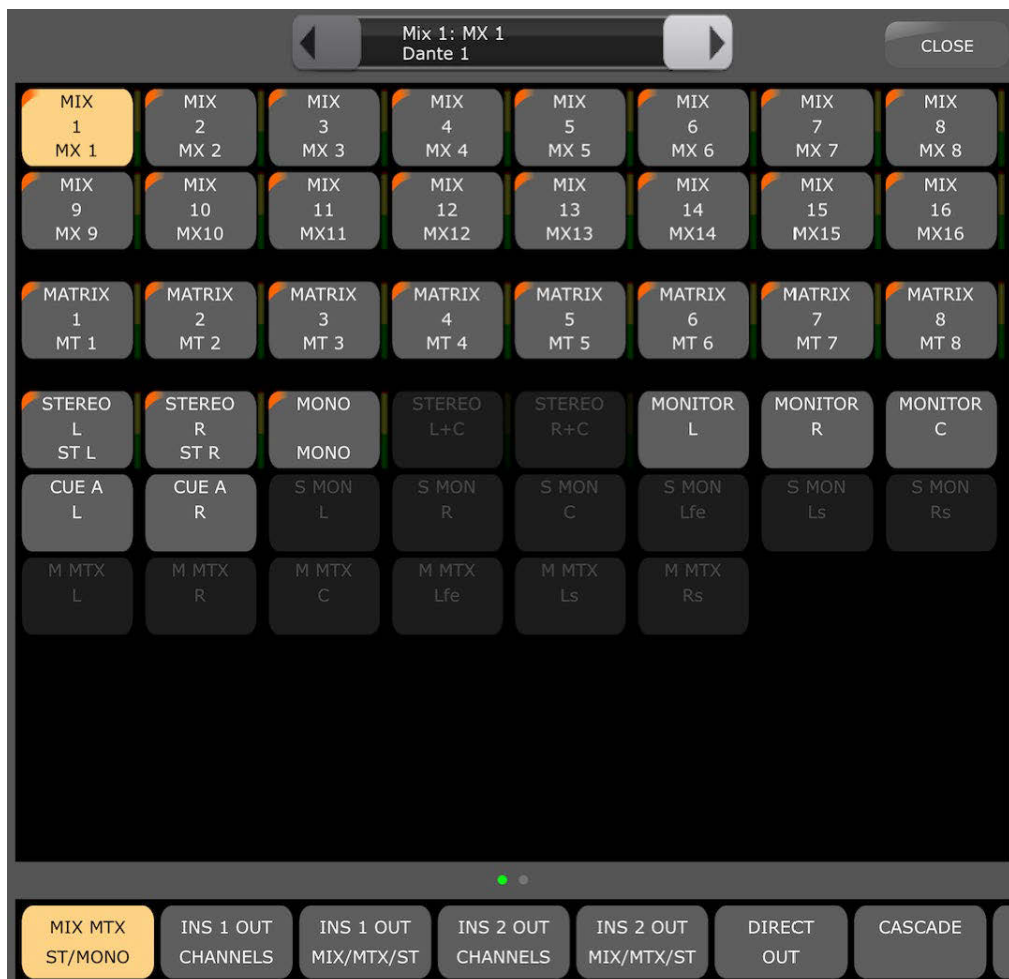 Mix 1: MX 1
Dante 1
CLOSE
MIX MIX MIX MIX MIX MIX MIX MIX
1 2 3 4 5 6 7 8
MX 1 MX 2 MX 3 MX 4 MX 5 MX 6 MX 7 MX 8
MIX MIX MIX MIX MIX MIX MIX MIX
9 10 11 12 13 14 15 16
MX 9 MX10 MX11 MX12 MX13 MX14 MX15 MX16
MATRIX MATRIX MATRIX MATRIX MATRIX MATRIX MATRIX MATRIX
1 2 3 4 5 6 7 8
MT 1 MT 2 MT 3 MT 4 MT 5 MT 6 MT 7 MT 8
STEREO STEREO MONO STEREO STEREO MONITOR MONITOR MONITOR
L R L+C R+C L R C
ST L ST R MONO
CUE A CUE A S MON S MON S MON S MON S MON S MON
L R L R C Lfe Ls Rs
M MTX M MTX M MTX M MTX M MTX M MTX
L R C Lfe Ls Rs
MIX MTX INS 1 OUT INS 1 OUT INS 2 OUT INS 2 OUT DIRECT CASCADE
ST/MONO CHANNELS MIX/MTX/ST CHANNELS MIX/MTX/ST OUT